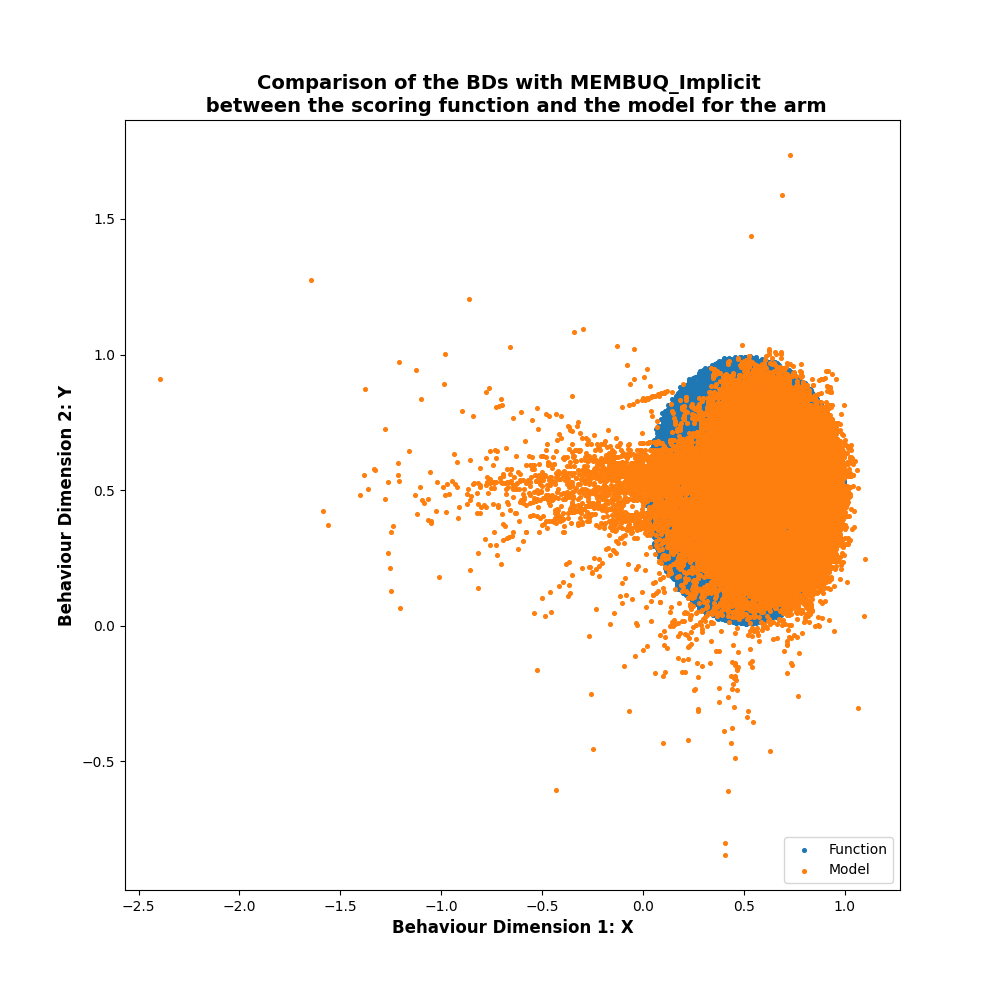 Comparison of the BDs with MEMBUQ_Implicit
between the scoring function and the model for the arm
Behaviour Dimension 2: Y
1.5
1.0
0.5
0.0
−0.5
Function
Model
−2.5 −2.0 −1.5 −1.0 −0.5 0.0 0.5 1.0
Behaviour Dimension 1: X